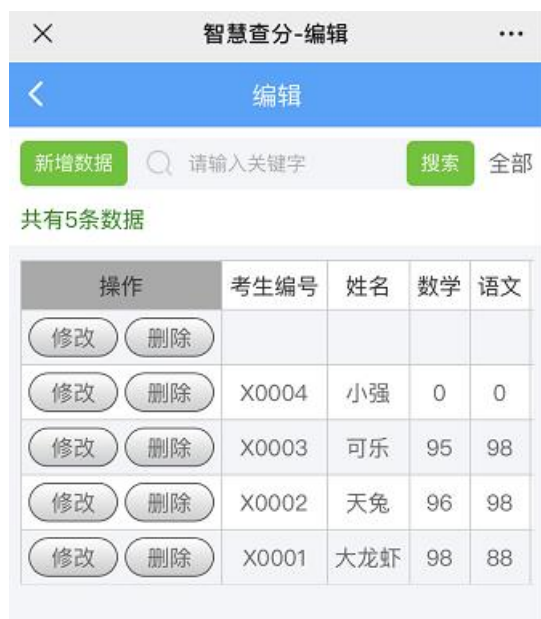 智慧查分-编辑
编辑
新增数据 请输入关键字 搜索 全部
共有5条数据
操作 考生编号 姓名 数学 语文
修改 删除
修改 删除 X0004 小强 0 0
修改 删除 X0003 可乐 95 98
修改 删除 X0002 天兔 96 98
修改 删除 X0001 大龙虾 98 88